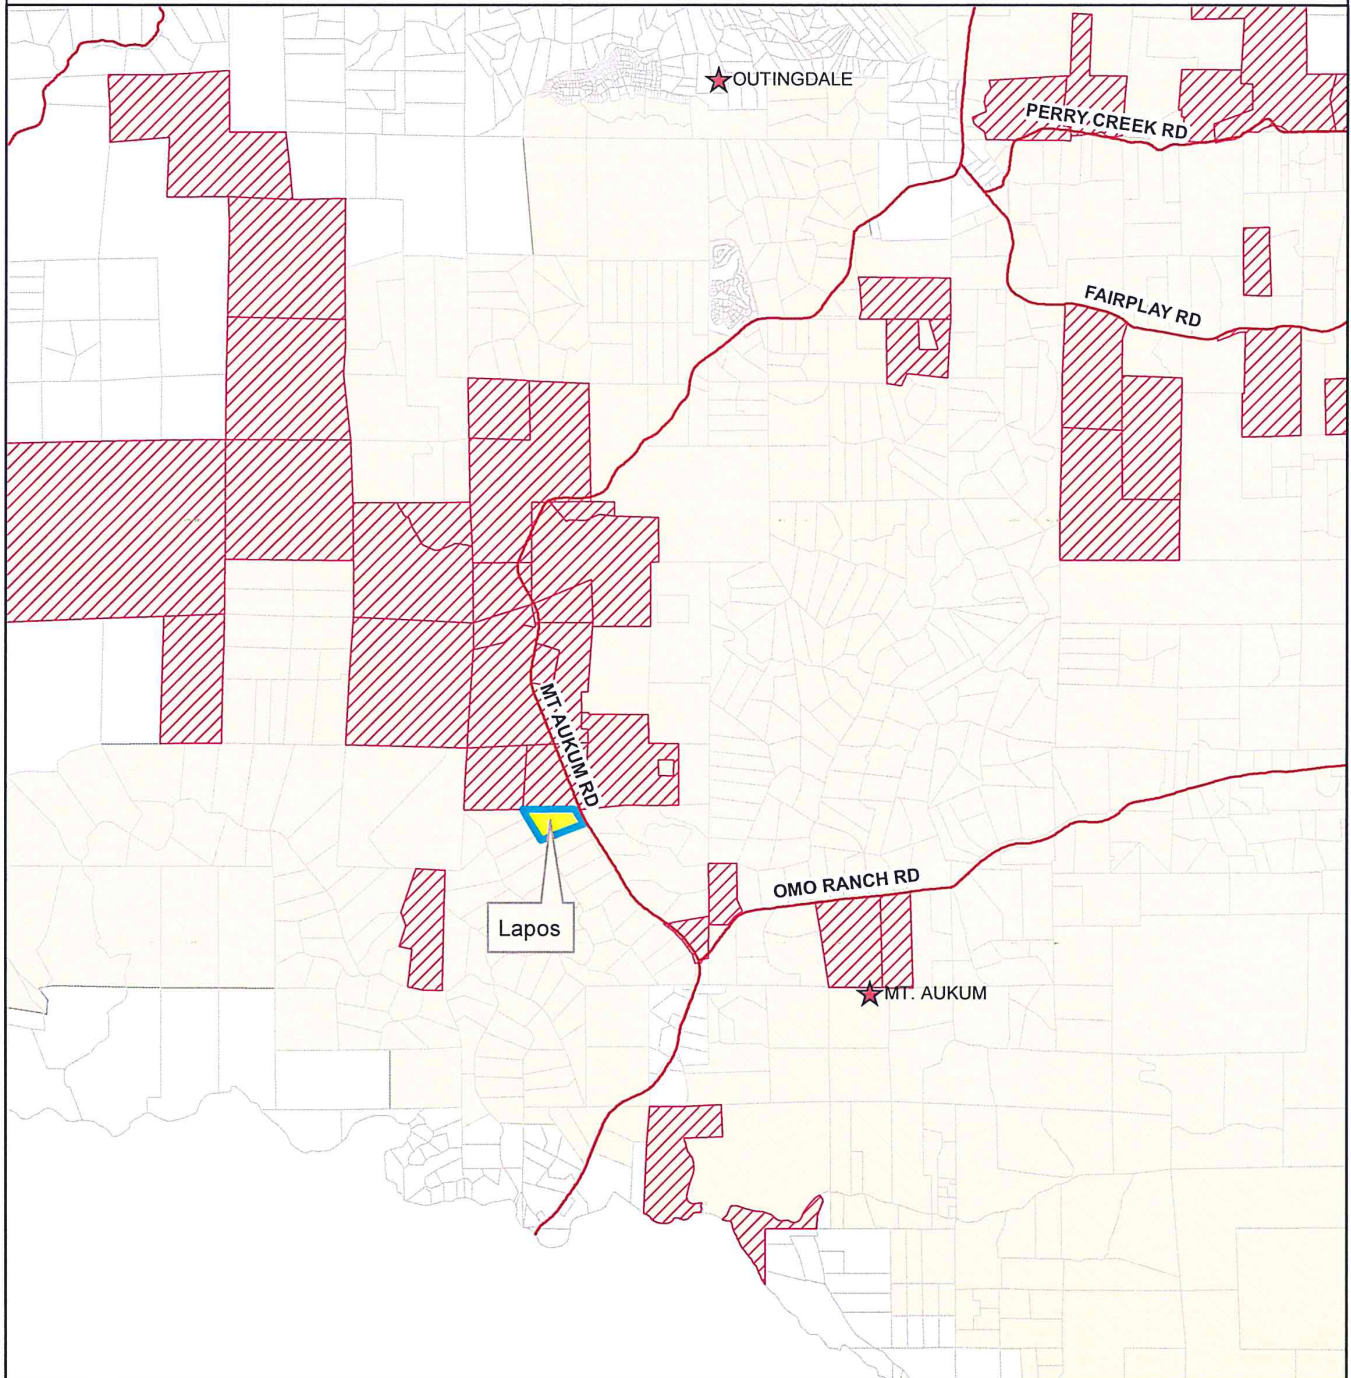 OUTINGDALE
PERRY CREEK RD
FAIRPLAY RD
MT AUKUM RD
OMO RANCH RD
Lapos
MT. AUKUM